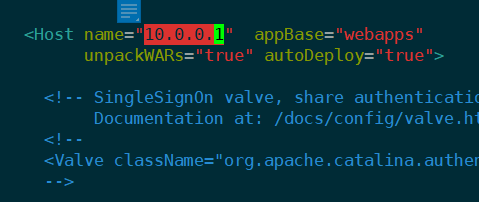 <Host name="10.0.0.1" appBase="webapps"
unpackWARs="true" autoDeploy="true">
<!-- SingleSignOn valve, share authenticatio
Documentation at: /docs/config/valve.ht
<!--
<Valve className="org.apache.catalina.authen
-->